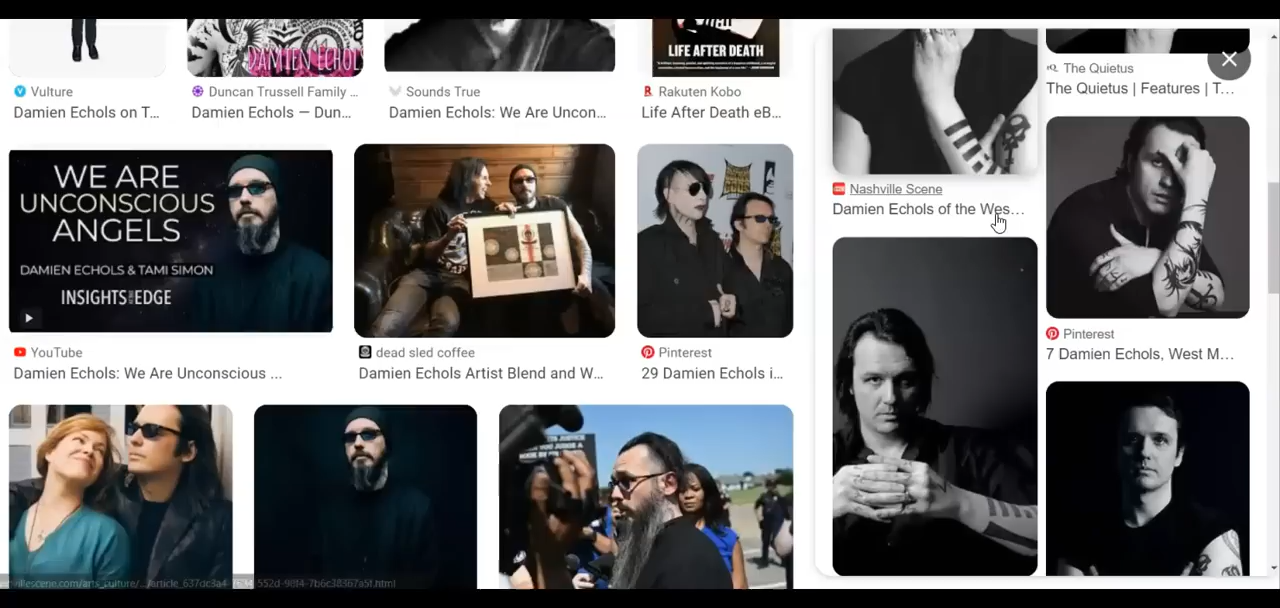 DAMIEN ECHOL
LIFE AFTER DEATH
Vulture
Damien Echols on T...
Duncan Trussell Family ...
Damien Echols — Dun...
Sounds True
Damien Echols: We Are Uncon...
Rakuten Kobo
Life After Death eB...
The Quietus
The Quietus | Features | T...
WE ARE
UNCONSCIOUS
ANGELS
DAMIEN ECHOLS & TAMI SIMON
INSIGHTS EDGE
YouTube
Damien Echols: We Are Unconscious ...
dead sled coffee
Damien Echols Artist Blend and W...
Pinterest
29 Damien Echols i...
Nashville Scene
Damien Echols of the Wes...
Pinterest
7 Damien Echols, West M...